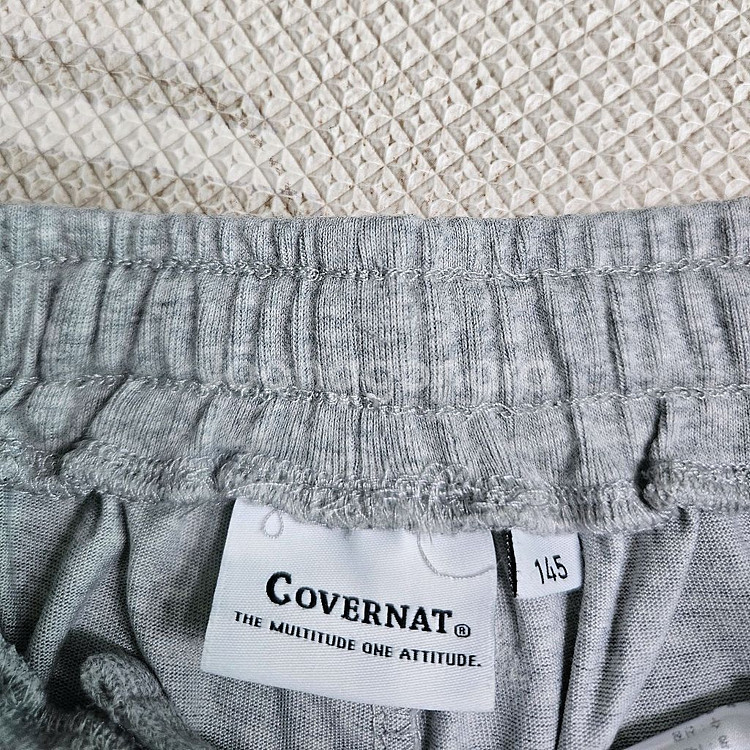 COVERNAT®
THE MULTITUDE ONE ATTITUDE.
145